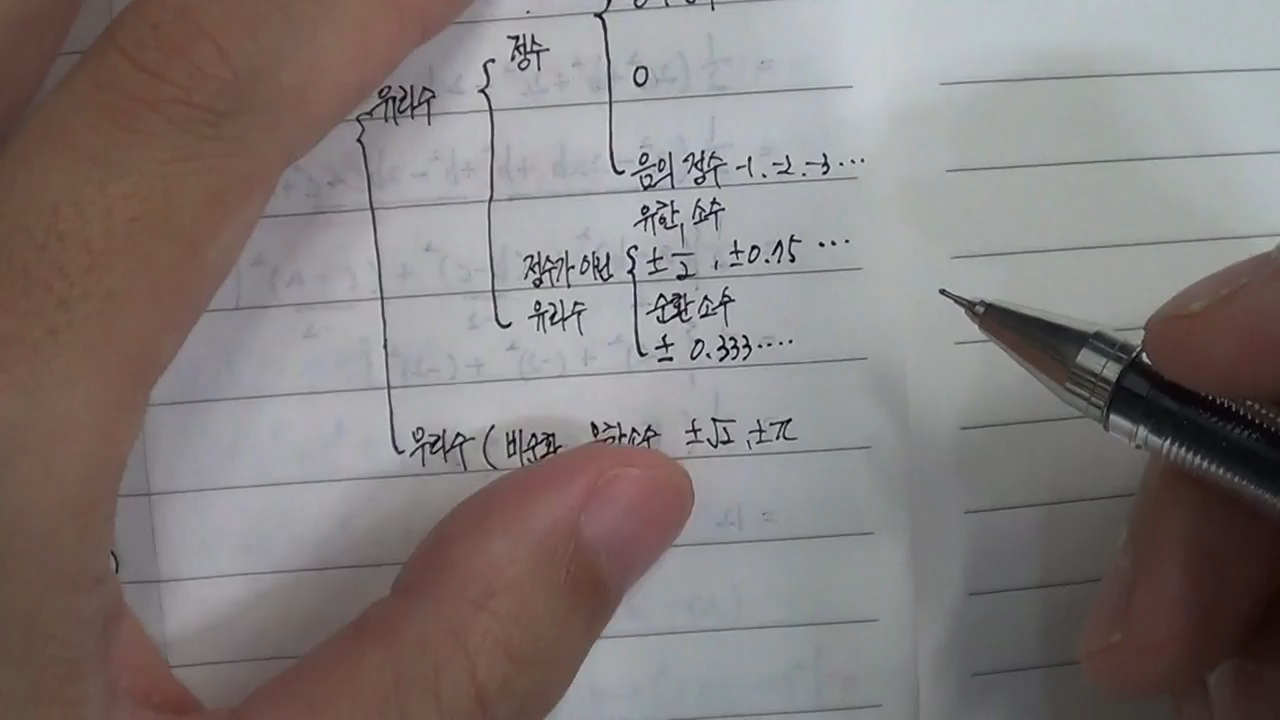 정수
0
유리수
음의 정수 -1, -2, -3 ...
유한소수
정수가 아닌
± 1/2, ±0.75 ...
유리수
순환소수
± 0.333....
무리수 (비순환 ±√2, ±π